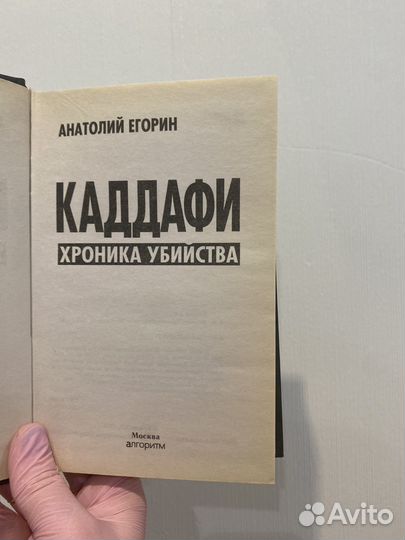 АНАТОЛИЙ ЕГОРИН
КАДДАФИ
ХРОНИКА УБИЙСТВА
Москва
алгоритм
Avito